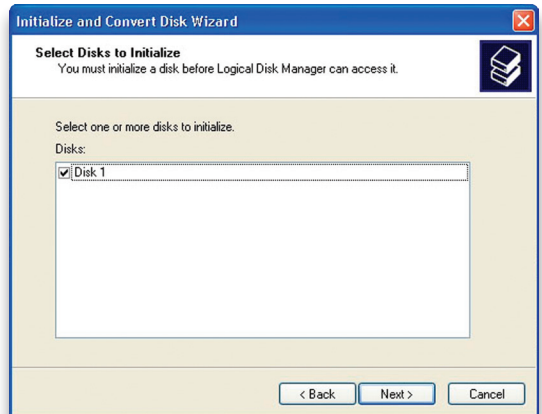 Initialize and Convert Disk Wizard
Select Disks to Initialize
You must initialize a disk before Logical Disk Manager can access it.
Select one or more disks to initialize.
Disks:
Disk 1
< Back
Next >
Cancel